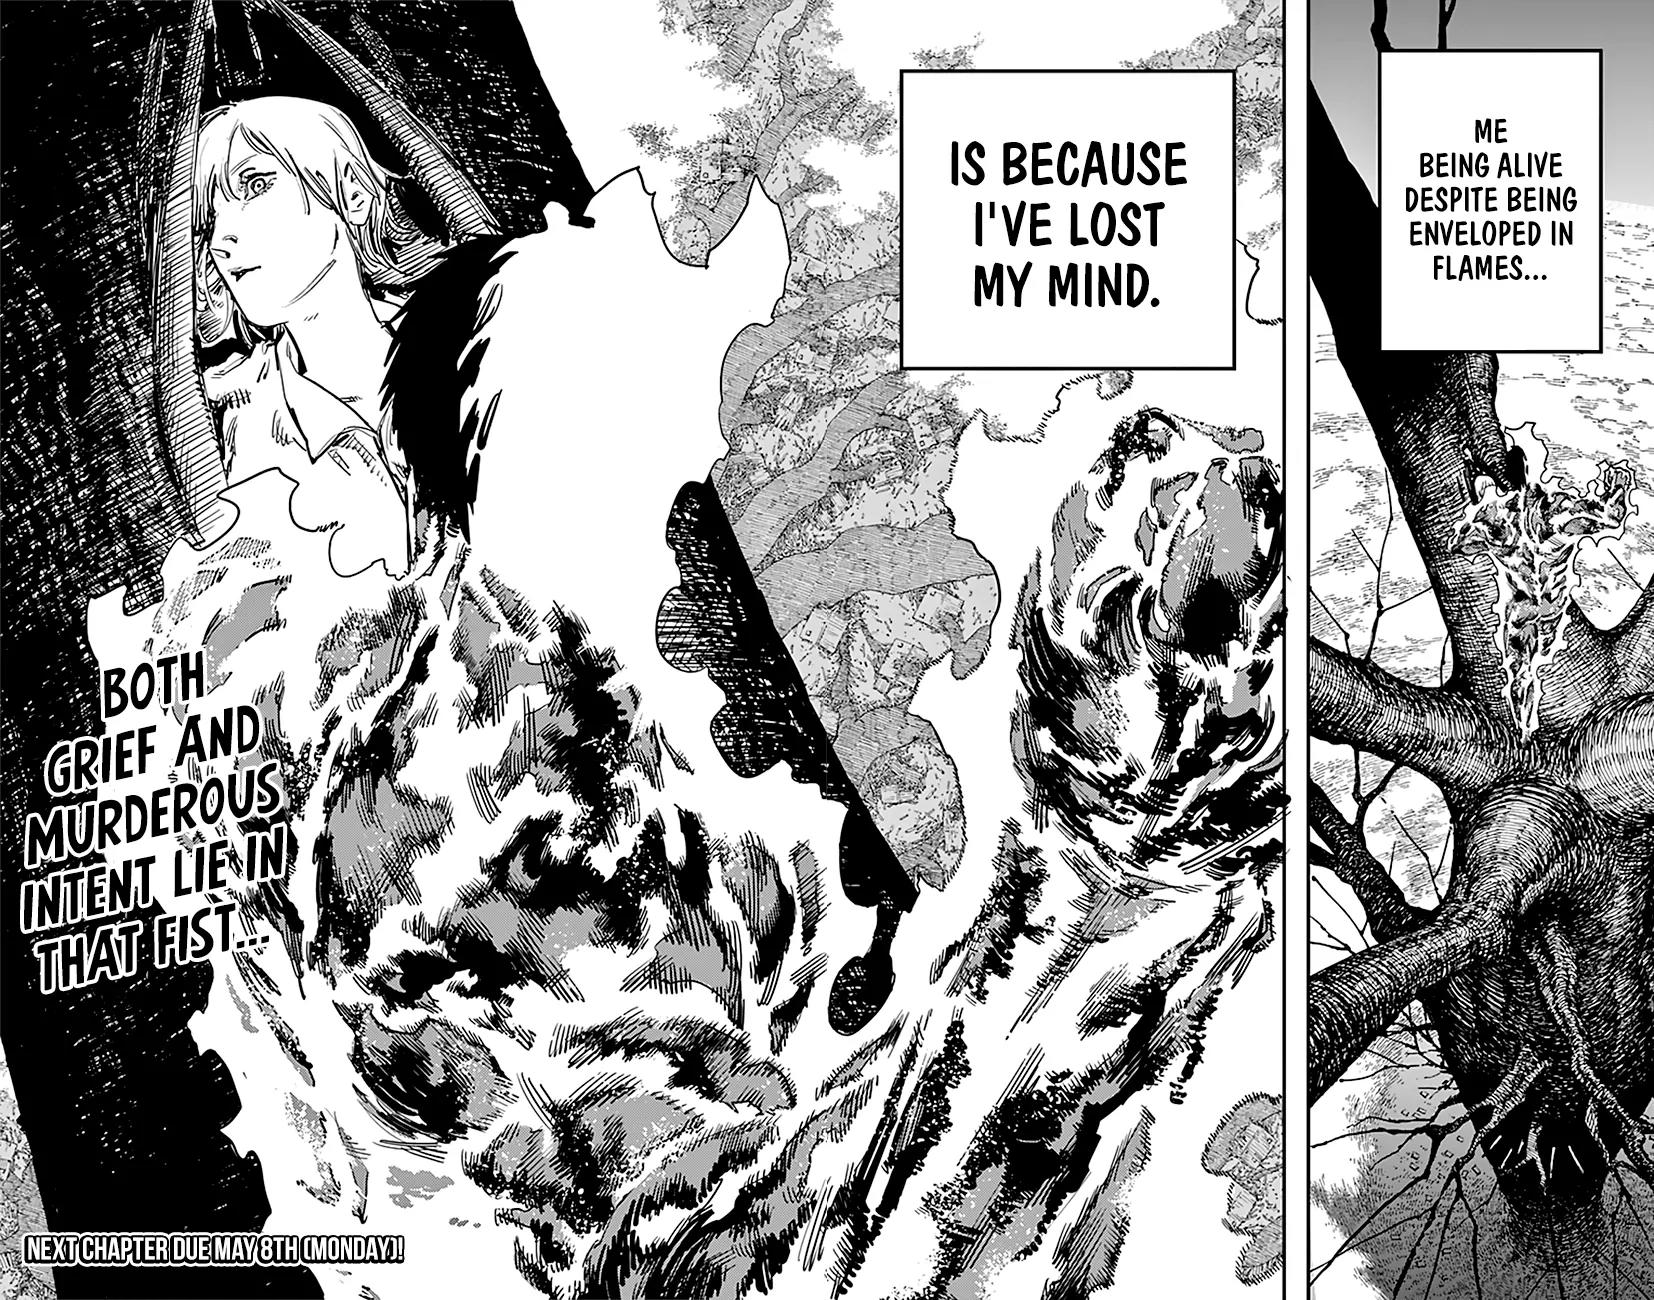 ME
BEING ALIVE
DESPITE BEING
ENVELOPED IN
FLAMES...
IS BECAUSE
I'VE LOST
MY MIND.
BOTH
GRIEF AND
MURDEROUS
INTENT LIE IN
THAT FIST...
NEXT CHAPTER DUE MAY 8TH (MONDAY)!